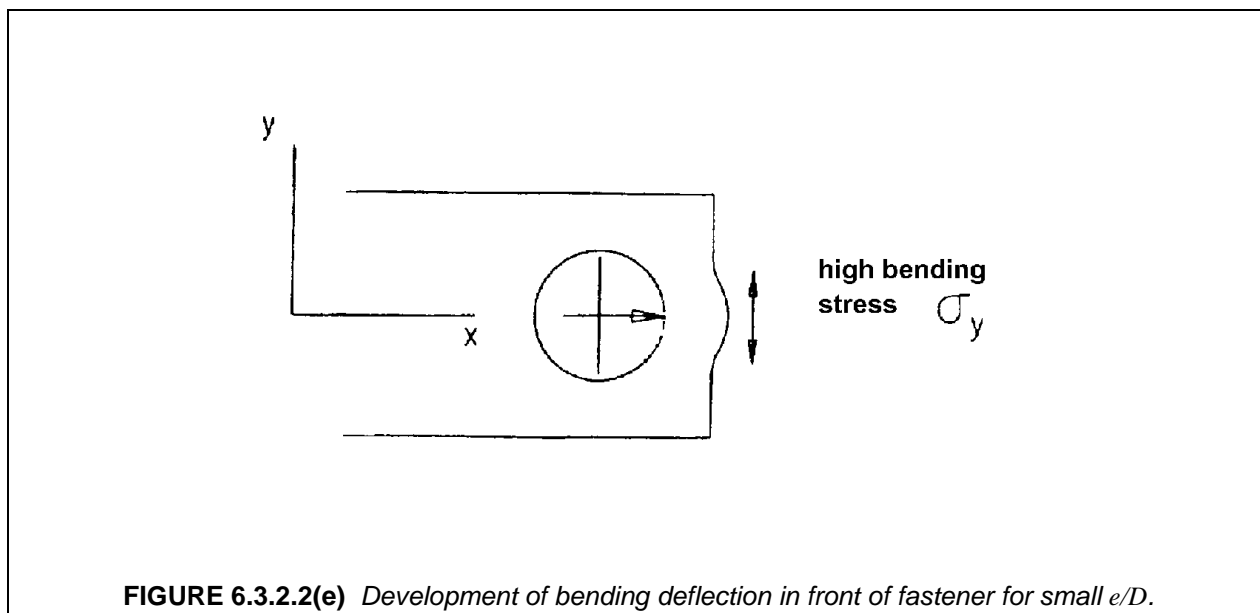 y
x
high bending
stress σy
FIGURE 6.3.2.2(e) Development of bending deflection in front of fastener for small e/D.